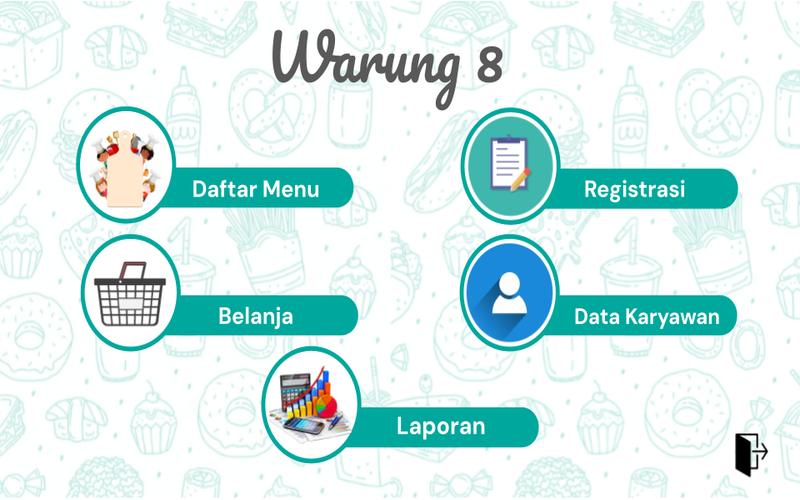 Warung 8
Daftar Menu
Registrasi
Belanja
Data Karyawan
Laporan